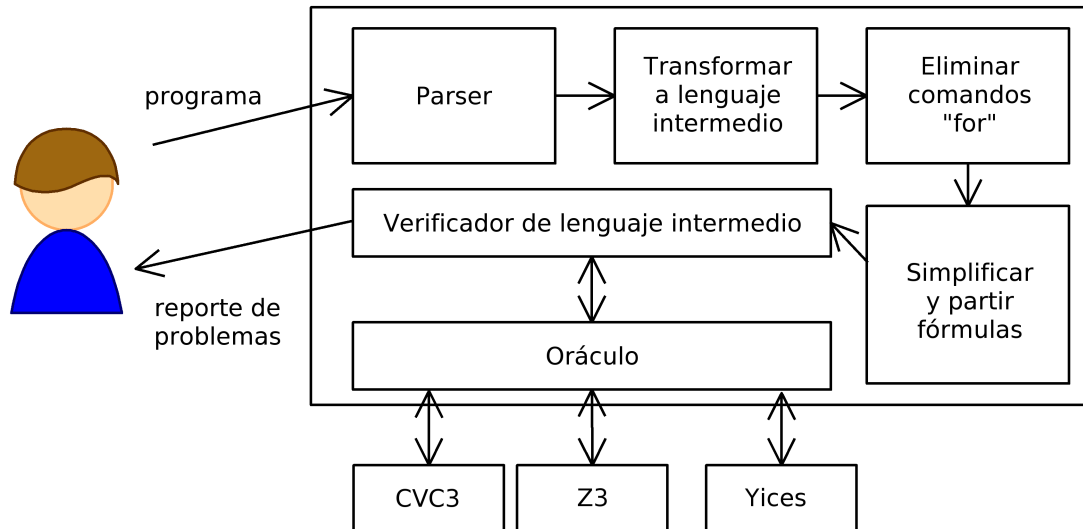 programa
Parser
Transformar
a lenguaje
intermedio
Eliminar
comandos
"for"
Verificador de lenguaje intermedio
Simplificar
y partir
fórmulas
reporte de
problemas
Oráculo
CVC3
Z3
Yices